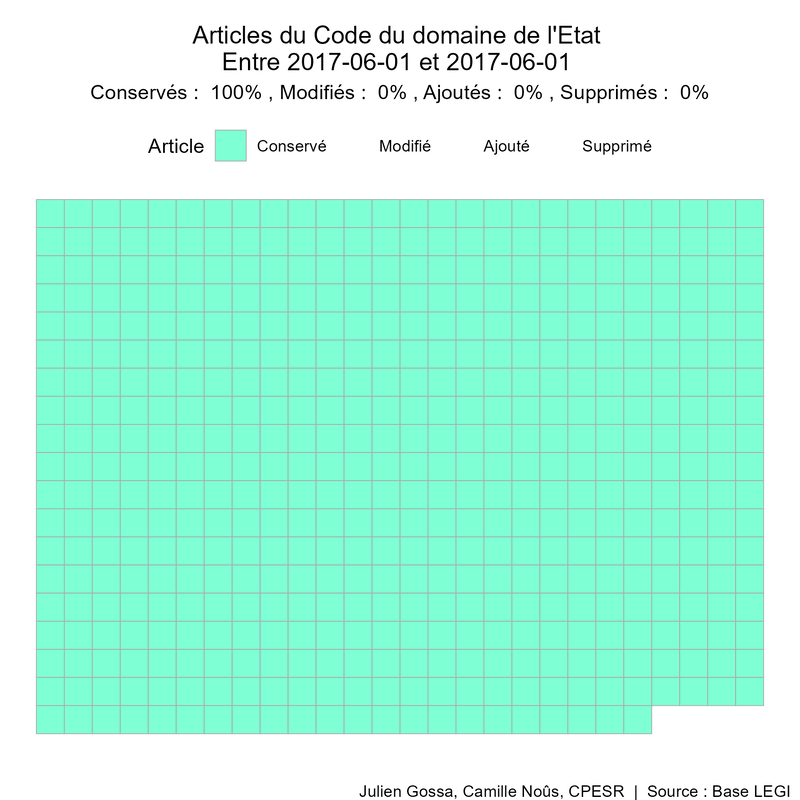 Articles du Code du domaine de l'Etat
Entre 2017-06-01 et 2017-06-01
Conservés :  100% , Modifiés :  0% , Ajoutés :  0% , Supprimés :  0%
Article Conservé Modifié Ajouté Supprimé
Julien Gossa, Camille Noûs, CPESR  |  Source : Base LEGI